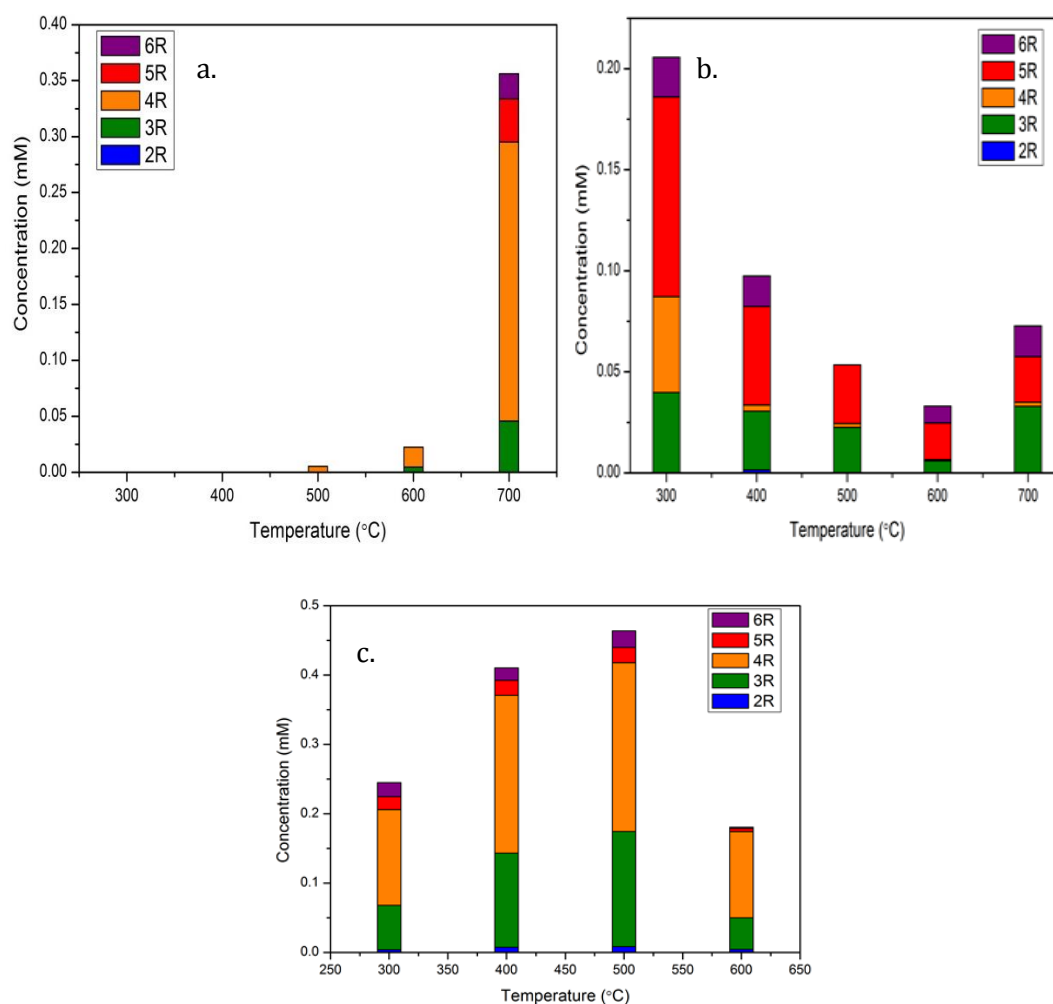 a.
6R
5R
4R
3R
2R
0.40
0.35
0.30
0.25
0.20
0.15
0.10
0.05
0.00
Concentration (mM)
300 400 500 600 700
Temperature (°C)
b.
6R
5R
4R
3R
2R
0.20
0.15
0.10
0.05
0.00
Concentration (mM)
300 400 500 600 700
Temperature (°C)
c.
6R
5R
4R
3R
2R
0.5
0.4
0.3
0.2
0.1
0.0
Concentration (mM)
250 300 350 400 450 500 550 600 650
Temperature (°C)